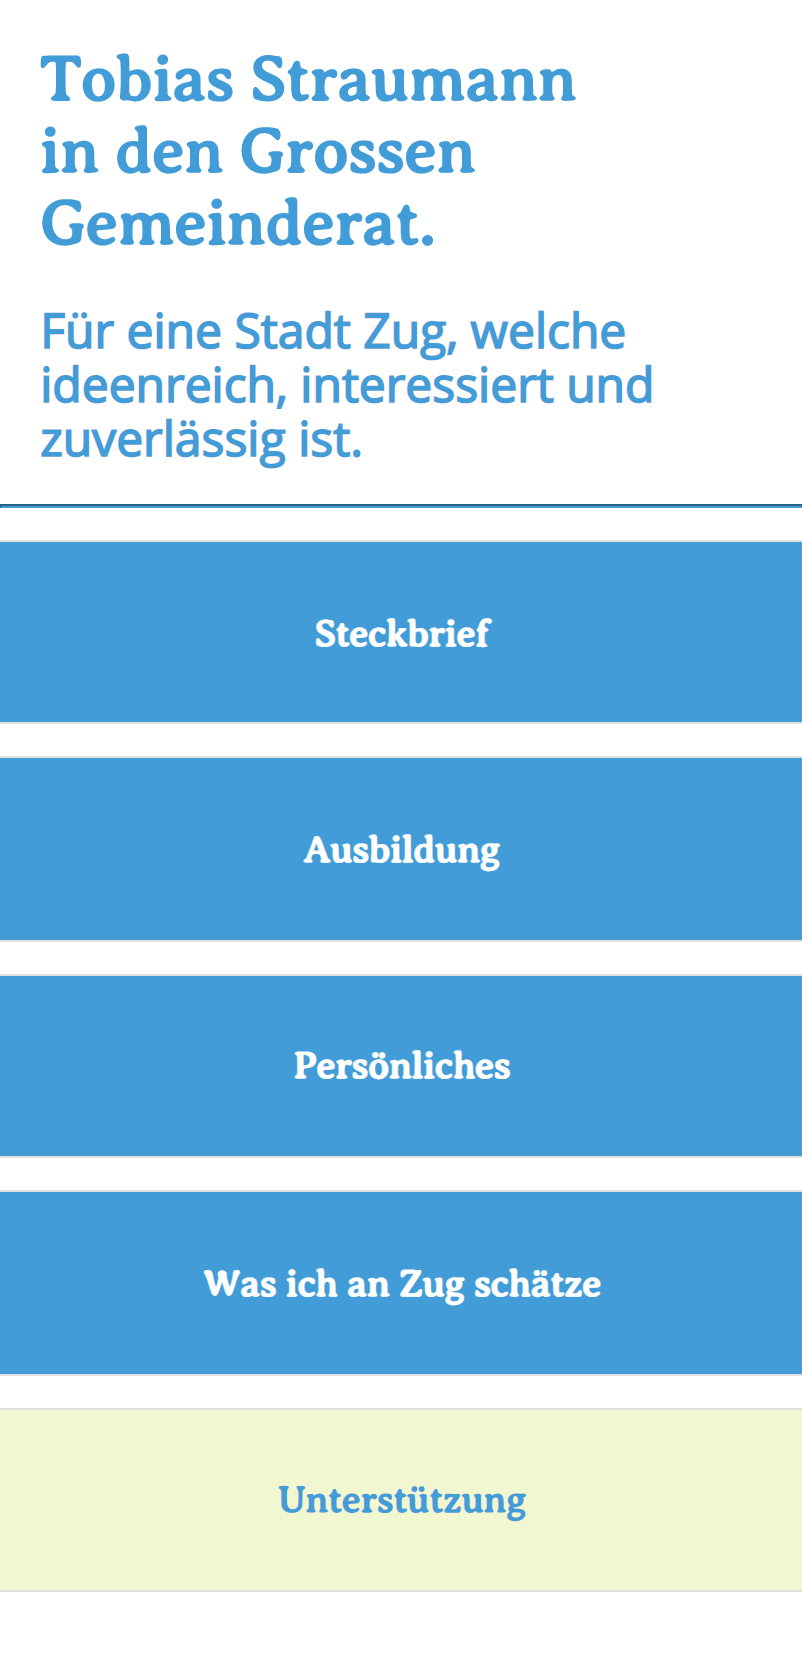 Tobias Straumann
in den Grossen
Gemeinderat.
Für eine Stadt Zug, welche
ideenreich, interessiert und
zuverlässig ist.
Steckbrief
Ausbildung
Persönliches
Was ich an Zug schätze
Unterstützung